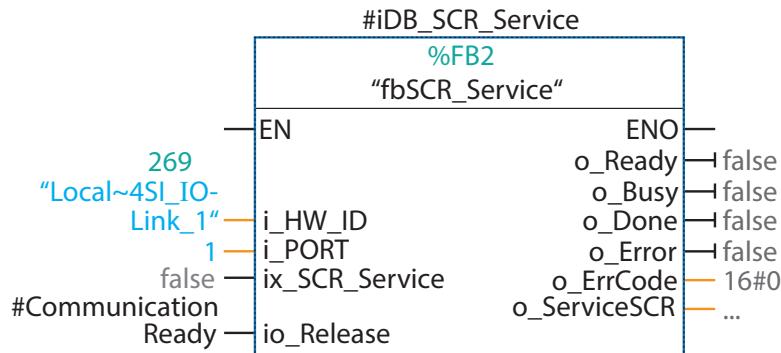 #iDB_SCR_Service
%FB2
“fbSCR_Service“
EN ENO
269 o_Ready false
“Local~4SI_IO- o_Busy false
Link_1“ i_HW_ID o_Done false
1 i_PORT o_Error false
false ix_SCR_Service o_ErrCode 16#0
#Communication o_ServiceSCR ...
Ready io_Release